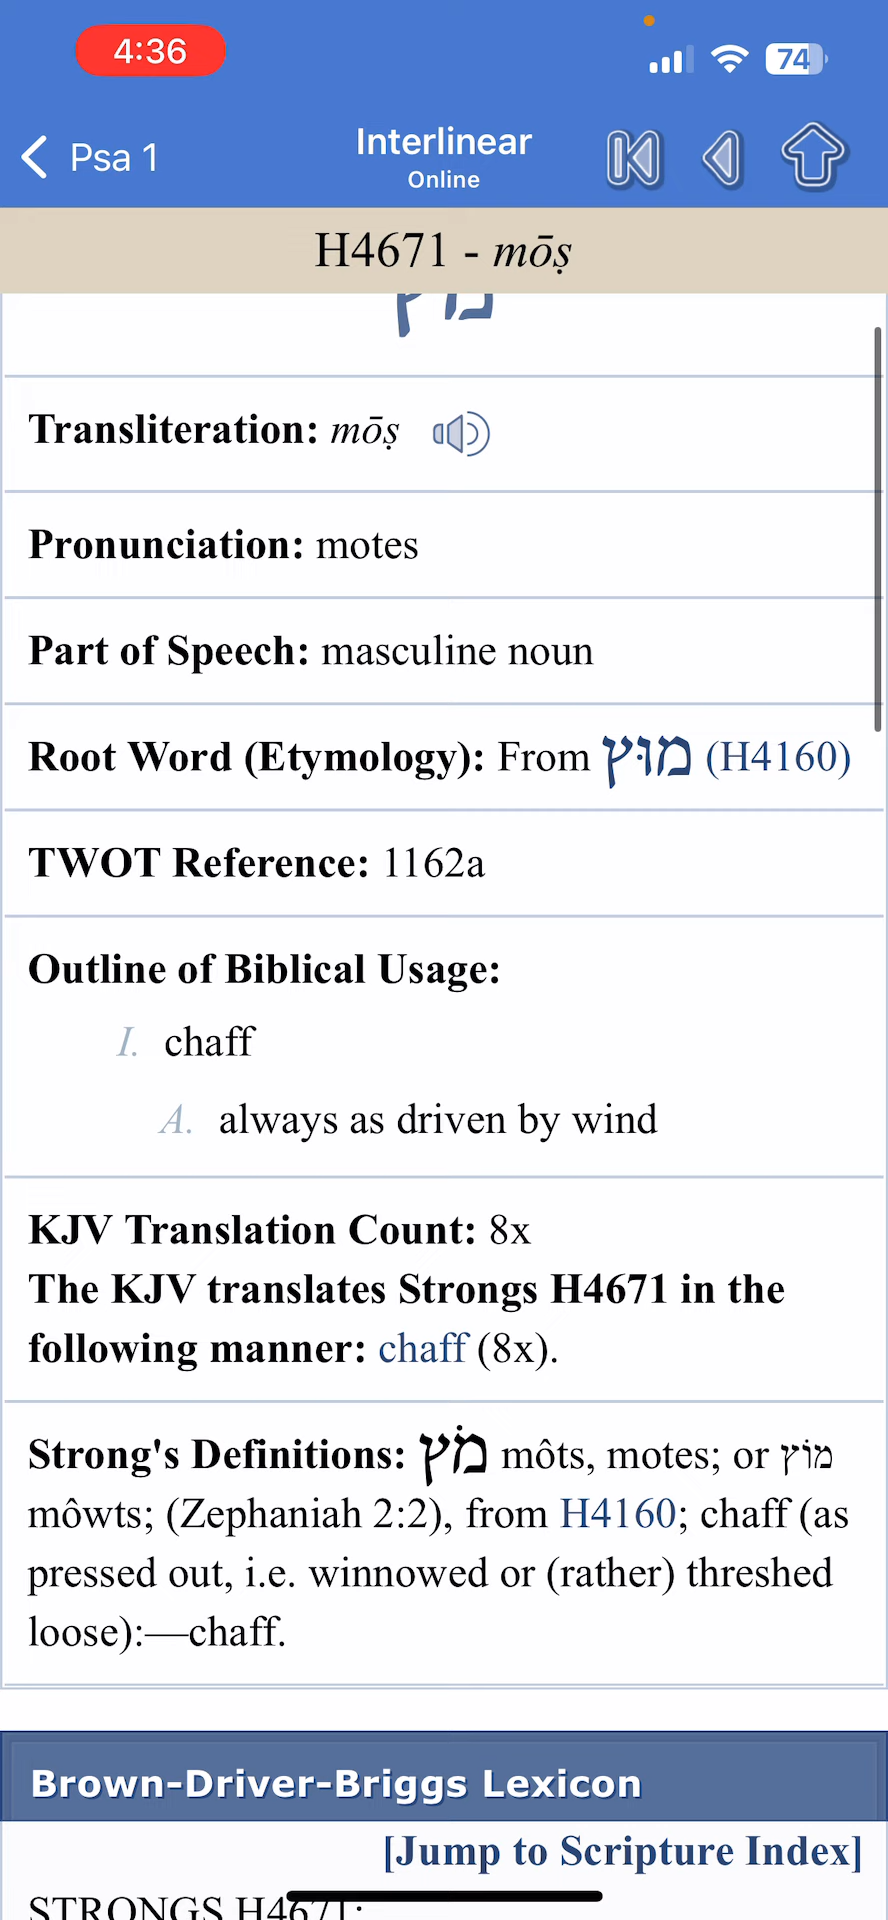 4:36
74
Psa 1
Interlinear
Online
H4671 - mōṣ
מוץ
Transliteration: mōṣ
Pronunciation: motes
Part of Speech: masculine noun
Root Word (Etymology): From מוּץ (H4160)
TWOT Reference: 1162a
Outline of Biblical Usage:
I. chaff
A. always as driven by wind
KJV Translation Count: 8x
The KJV translates Strongs H4671 in the
following manner: chaff (8x).
Strong's Definitions: מֹץ môts, motes; or מוֹץ
môwts; (Zephaniah 2:2), from H4160; chaff (as
pressed out, i.e. winnowed or (rather) threshed
loose):—chaff.
Brown-Driver-Briggs Lexicon
[Jump to Scripture Index]
STRONGS H4671: